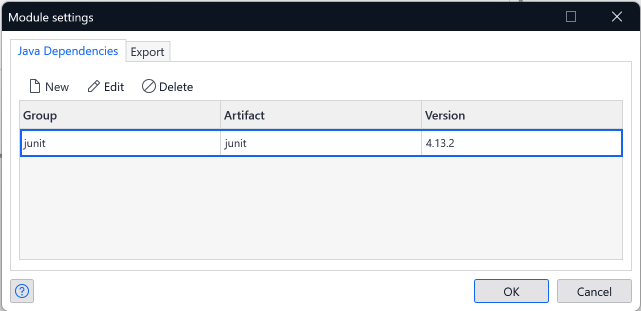 Module settings
Java Dependencies Export
New Edit Delete
Group Artifact Version
junit junit 4.13.2
? OK Cancel